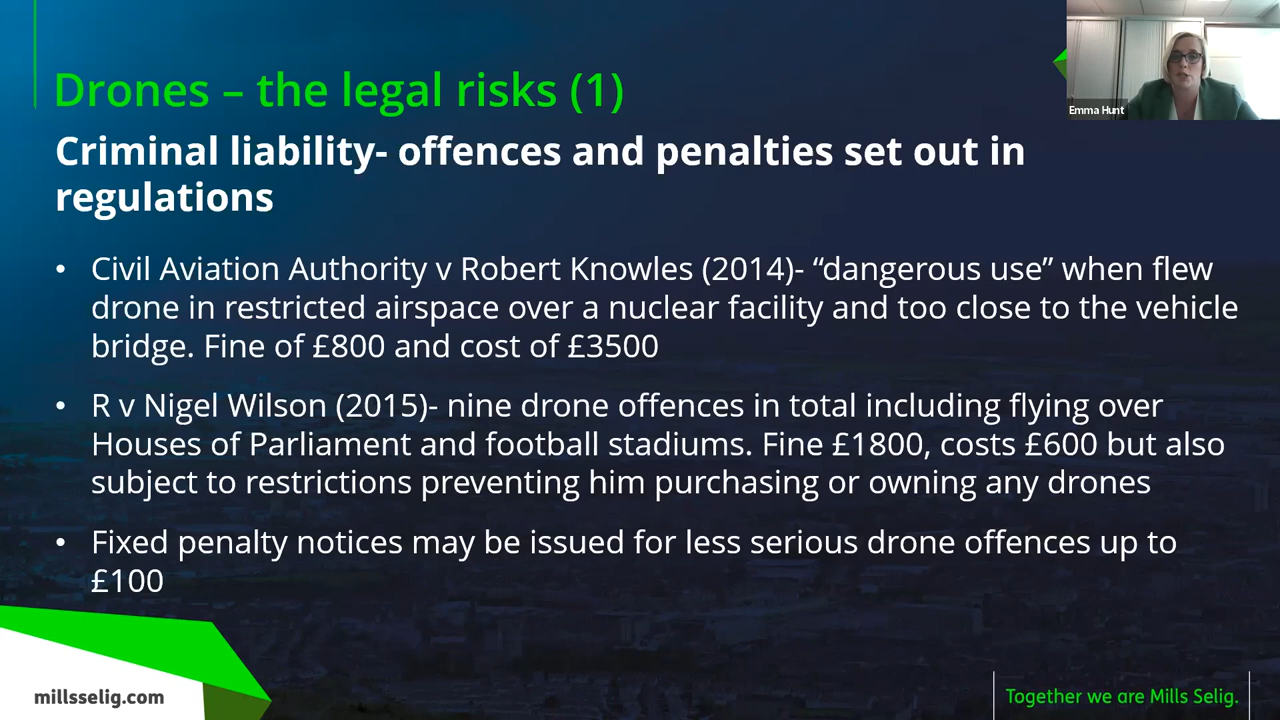 Emma Hunt
Drones – the legal risks (1)
Criminal liability- offences and penalties set out in
regulations
• Civil Aviation Authority v Robert Knowles (2014)- “dangerous use” when flew
drone in restricted airspace over a nuclear facility and too close to the vehicle
bridge. Fine of £800 and cost of £3500
• R v Nigel Wilson (2015)- nine drone offences in total including flying over
Houses of Parliament and football stadiums. Fine £1800, costs £600 but also
subject to restrictions preventing him purchasing or owning any drones
• Fixed penalty notices may be issued for less serious drone offences up to
£100
millsselig.com
Together we are Mills Selig.